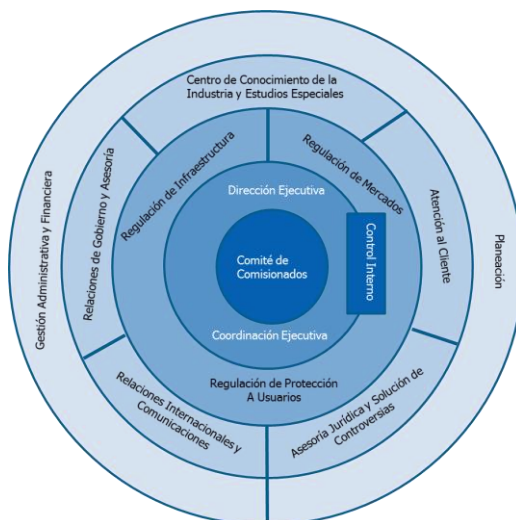 Centro de Conocimiento de la
Industria y Estudios Especiales
Regulación de Infraestructura
Regulación de Mercados
Relaciones de Gobierno y Asesoría
Gestión Administrativa y Financiera
Dirección Ejecutiva
Comité de
Comisionados
Control Interno
Atención al Cliente
Planeación
Coordinación Ejecutiva
Regulación de Protección
A Usuarios
Relaciones Internacionales y
Comunicaciones
Asesoría Jurídica y Solución de
Controversias